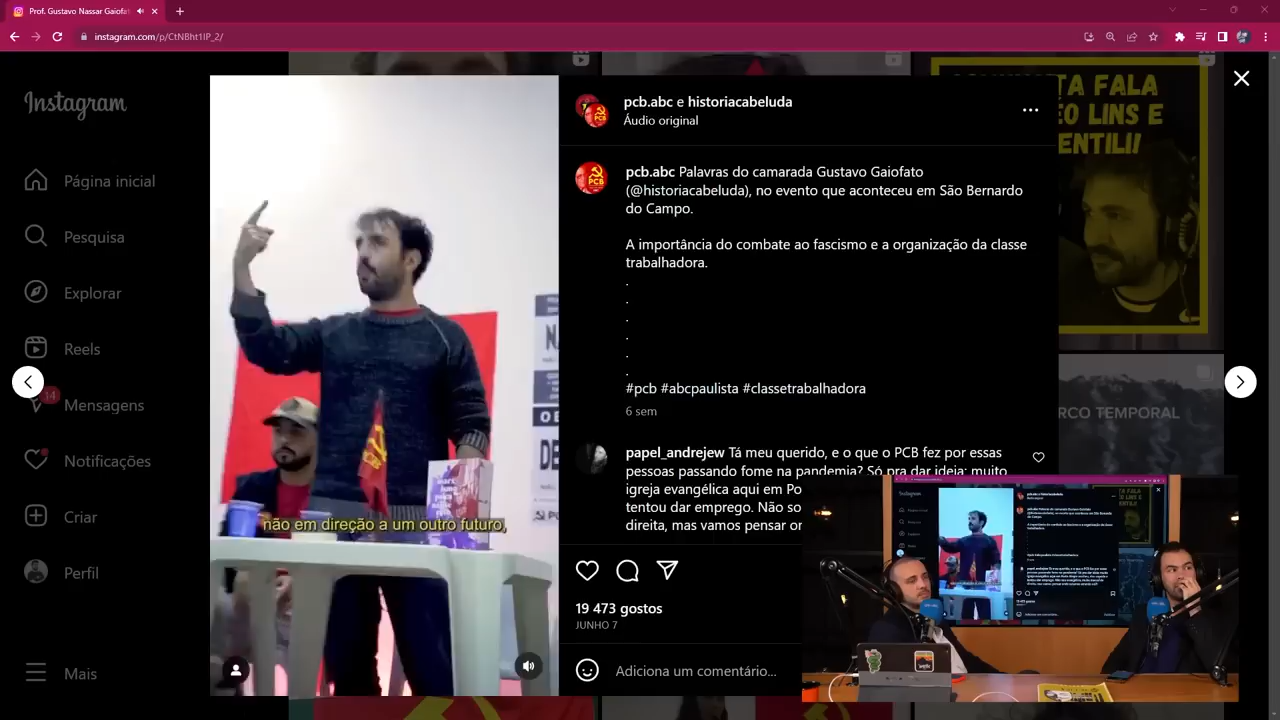 Prof. Gustavo Nassar Gaiofat
instagram.com/p/CtNBht1IP_2/
Instagram
Página inicial
Pesquisa
Explorar
Reels
14
Mensagens
Notificações
Criar
Perfil
Mais
não em direção a um outro futuro,
pcb.abc e historiacabeluda
Áudio original
pcb.abc Palavras do camarada Gustavo Gaiofato
(@historiacabeluda), no evento que aconteceu em São Bernardo
do Campo.
A importância do combate ao fascismo e a organização da classe
trabalhadora.
.
.
.
.
.
.
#pcb #abcpaulista #classetrabalhadora
6 sem
papel_andrejew Tá meu querido, e o que o PCB fez por essas
pessoas passando fome na pandemia? Só pra dar ideia: muito
igreja evangélica aqui em Po
tentou dar emprego. Não so
direita, mas vamos pensar or
19 473 gostos
JUNHO 7
Adiciona um comentário...
TA FALA
EO LINS E
ENTILI!
RCO TEMPORAL
PCB